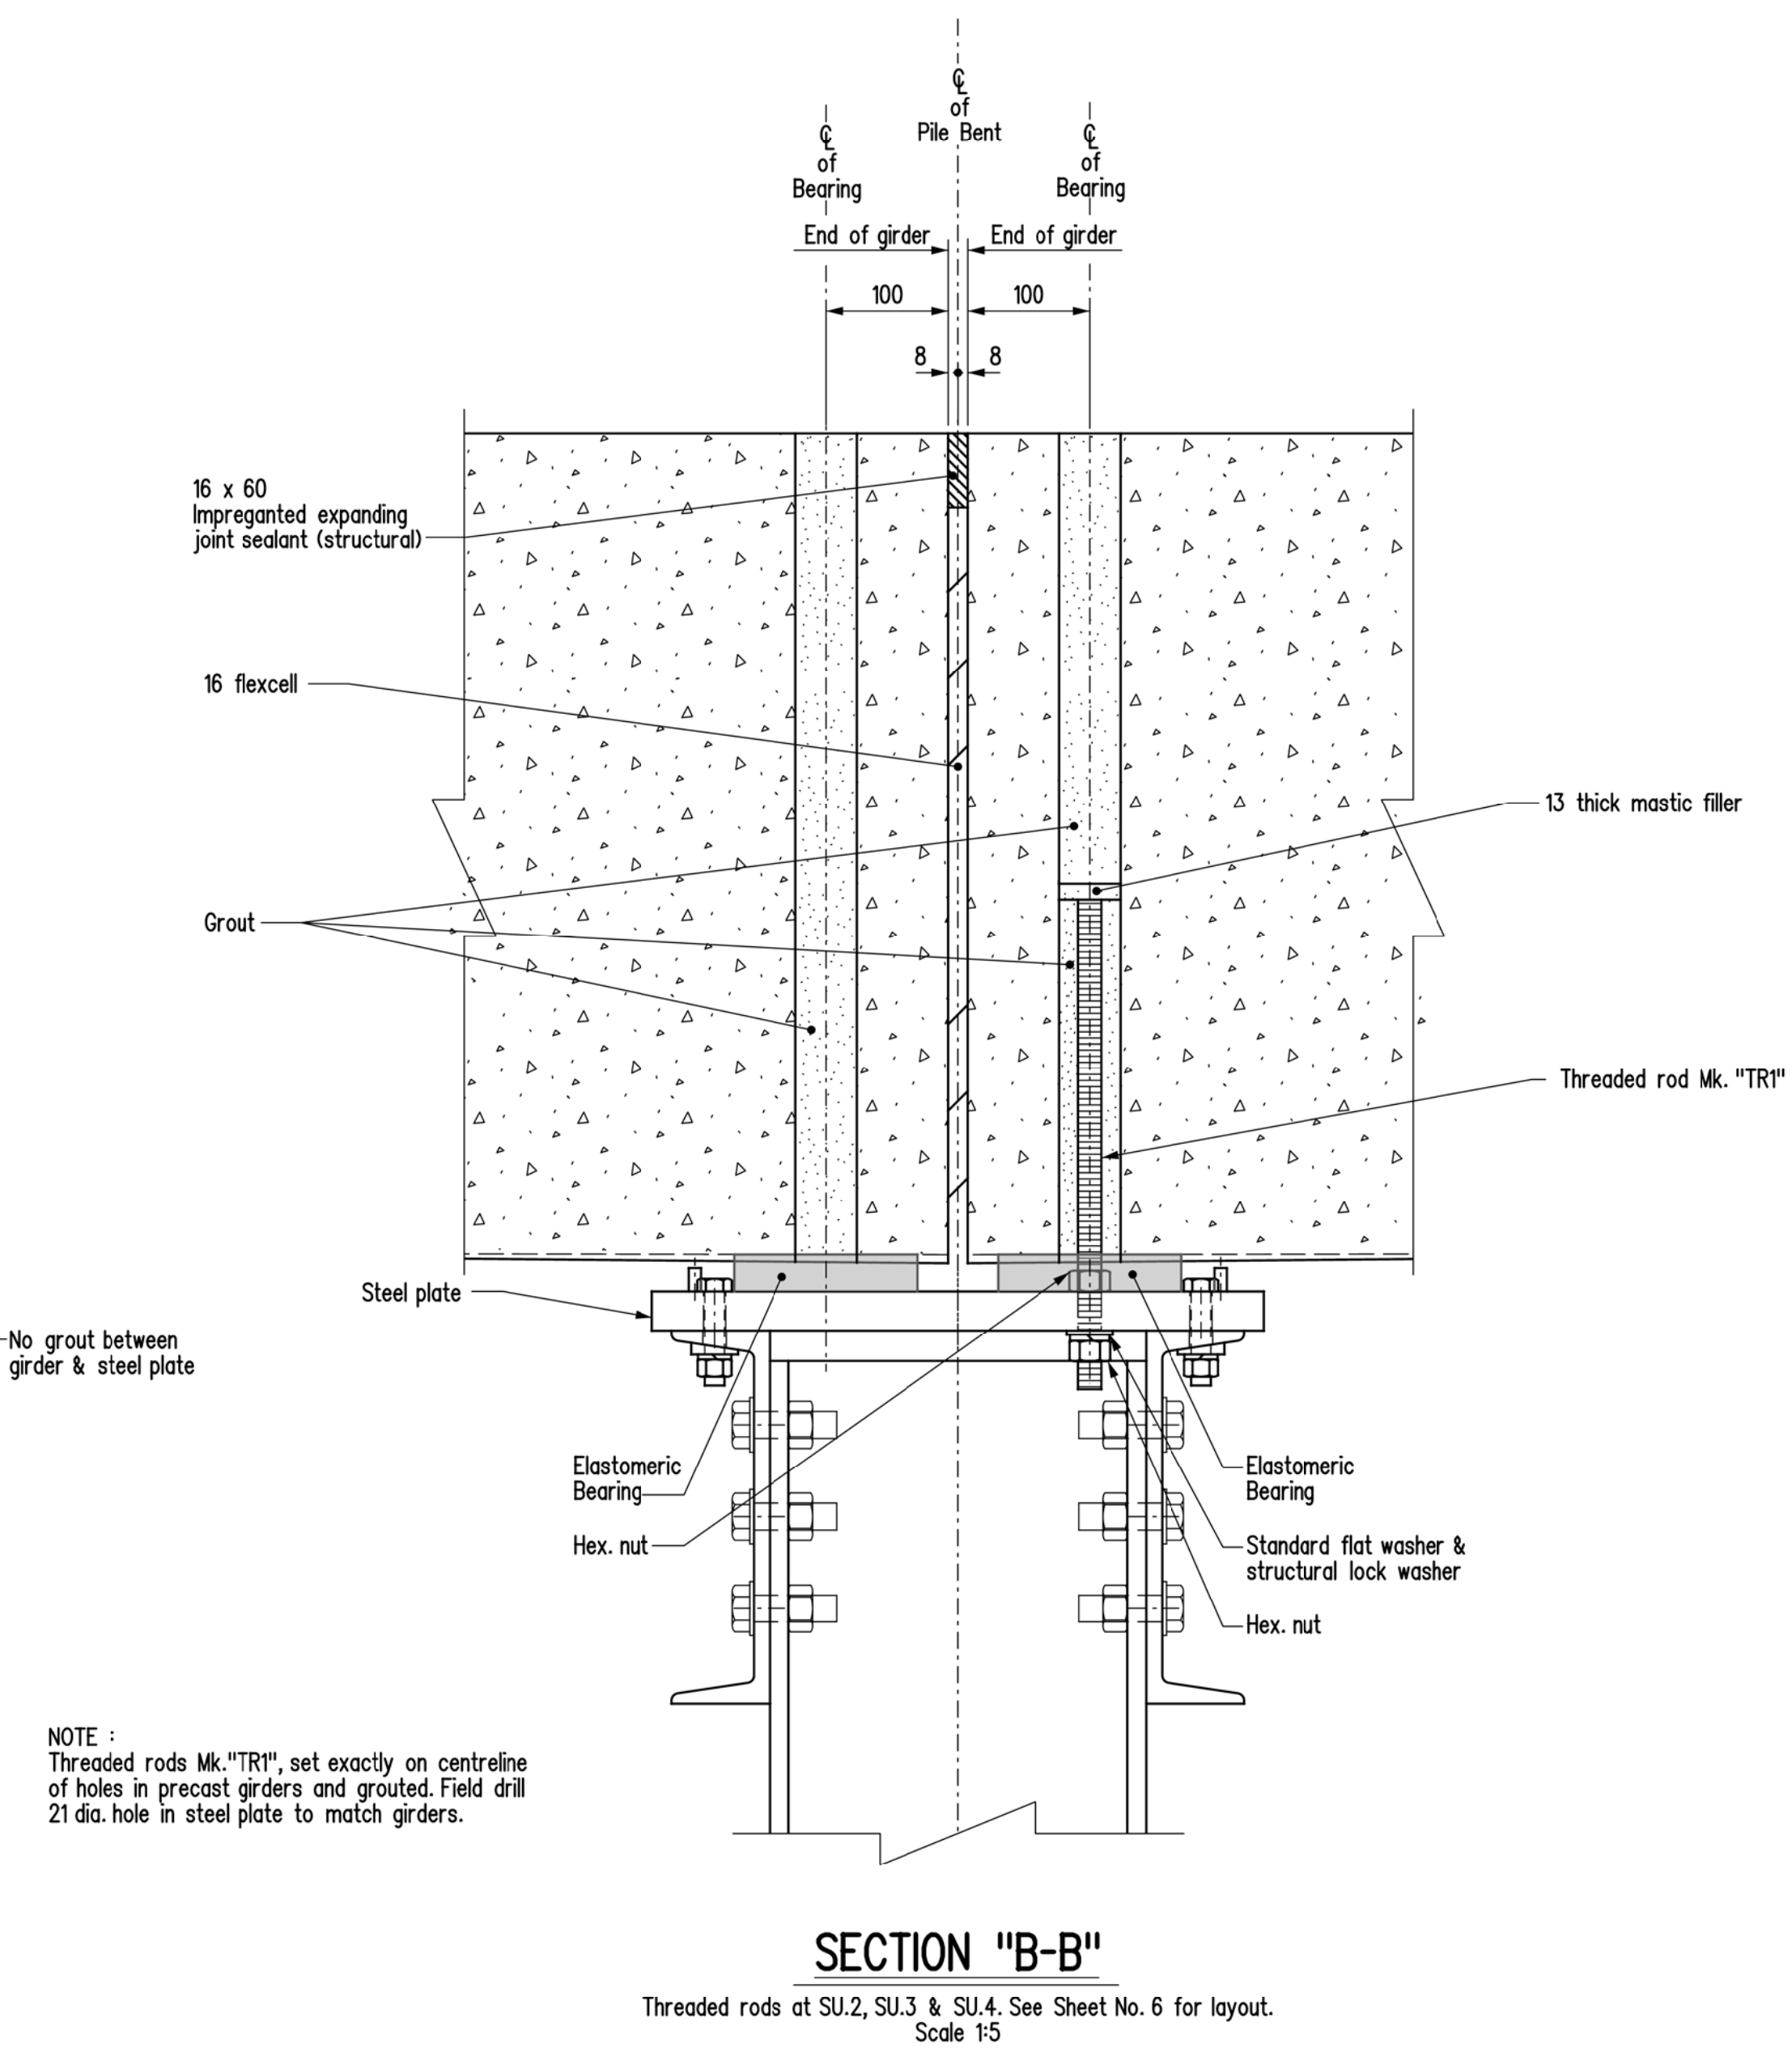 ℄
of
Pile Bent
℄
of
Bearing
℄
of
Bearing
End of girder
End of girder
100
100
8
8
16 x 60
Impreganted expanding
joint sealant (structural)
16 flexcell
13 thick mastic filler
Grout
Threaded rod Mk. "TR1"
Steel plate
No grout between
girder & steel plate
Elastomeric
Bearing
Hex. nut
Elastomeric
Bearing
Standard flat washer &
structural lock washer
Hex. nut
NOTE :
Threaded rods Mk."TR1", set exactly on centreline
of holes in precast girders and grouted. Field drill
21 dia. hole in steel plate to match girders.
SECTION "B-B"
Threaded rods at SU.2, SU.3 & SU.4. See Sheet No. 6 for layout.
Scale 1:5